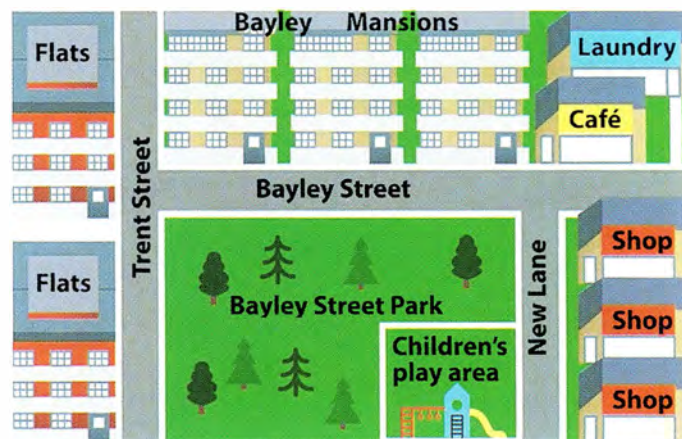 Bayley Mansions
Flats
Laundry
Café
Trent Street
Bayley Street
Flats
Bayley Street Park
Children's
play area
New Lane
Shop
Shop
Shop